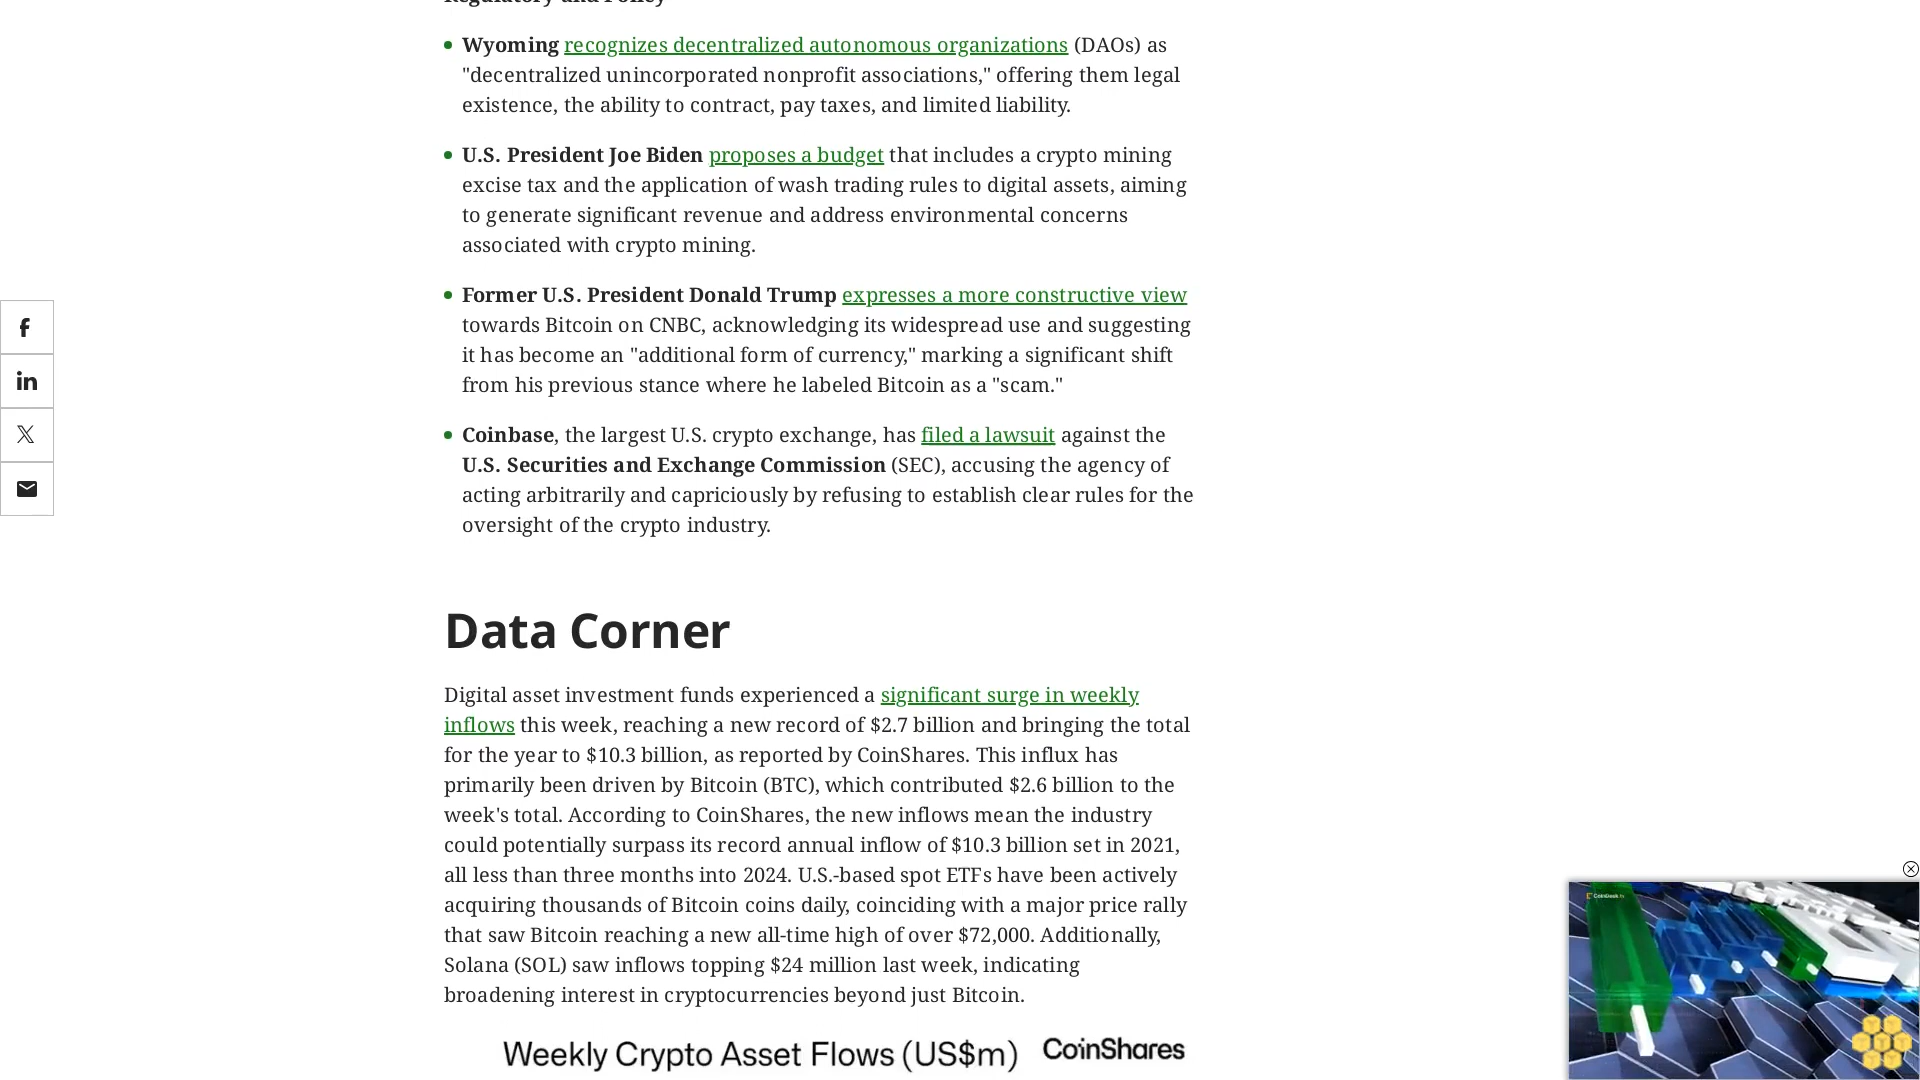 Regulatory and Policy
Wyoming recognizes decentralized autonomous organizations (DAOs) as
"decentralized unincorporated nonprofit associations," offering them legal
existence, the ability to contract, pay taxes, and limited liability.
U.S. President Joe Biden proposes a budget that includes a crypto mining
excise tax and the application of wash trading rules to digital assets, aiming
to generate significant revenue and address environmental concerns
associated with crypto mining.
Former U.S. President Donald Trump expresses a more constructive view
towards Bitcoin on CNBC, acknowledging its widespread use and suggesting
it has become an "additional form of currency," marking a significant shift
from his previous stance where he labeled Bitcoin as a "scam."
Coinbase, the largest U.S. crypto exchange, has filed a lawsuit against the
U.S. Securities and Exchange Commission (SEC), accusing the agency of
acting arbitrarily and capriciously by refusing to establish clear rules for the
oversight of the crypto industry.
Data Corner
Digital asset investment funds experienced a significant surge in weekly
inflows this week, reaching a new record of $2.7 billion and bringing the total
for the year to $10.3 billion, as reported by CoinShares. This influx has
primarily been driven by Bitcoin (BTC), which contributed $2.6 billion to the
week's total. According to CoinShares, the new inflows mean the industry
could potentially surpass its record annual inflow of $10.3 billion set in 2021,
all less than three months into 2024. U.S.-based spot ETFs have been actively
acquiring thousands of Bitcoin coins daily, coinciding with a major price rally
that saw Bitcoin reaching a new all-time high of over $72,000. Additionally,
Solana (SOL) saw inflows topping $24 million last week, indicating
broadening interest in cryptocurrencies beyond just Bitcoin.
Weekly Crypto Asset Flows (US$m) CoinShares
CoinDesk tv